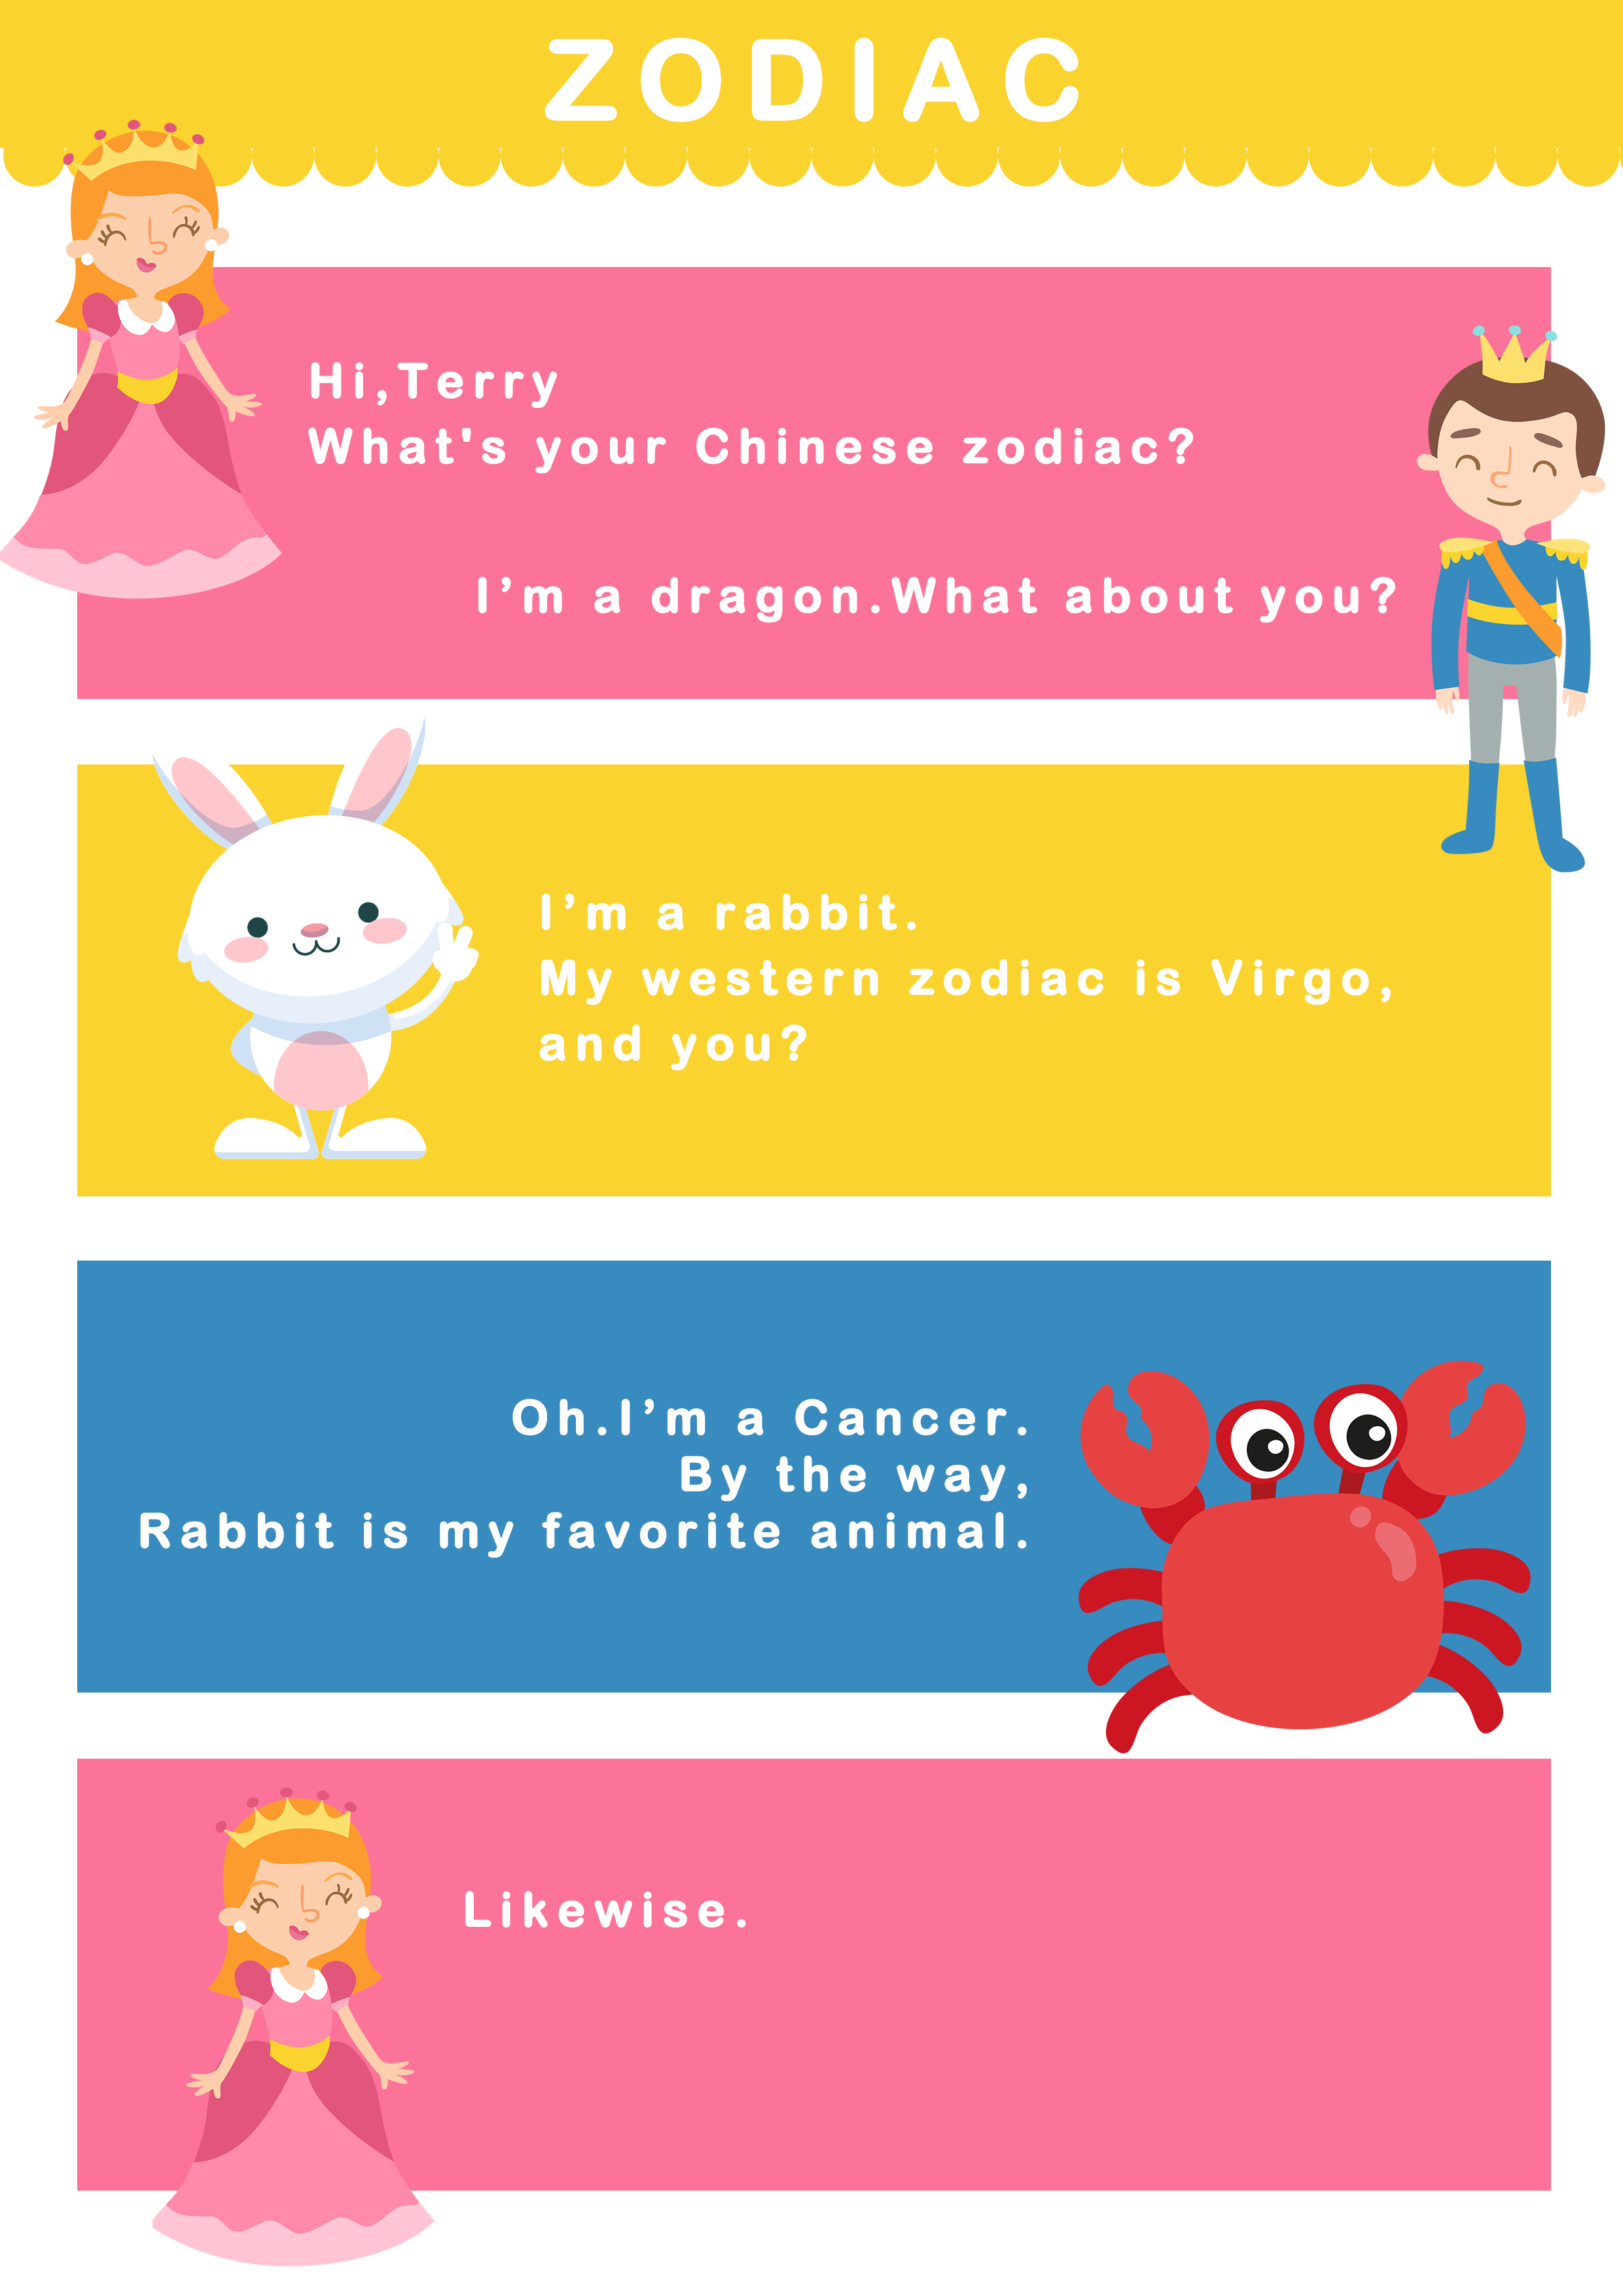 ZODIAC
Hi,Terry
What's your Chinese zodiac?
I’m a dragon.What about you?
I’m a rabbit.
My western zodiac is Virgo,
and you?
Oh.I’m a Cancer.
By the way,
Rabbit is my favorite animal.
Likewise.